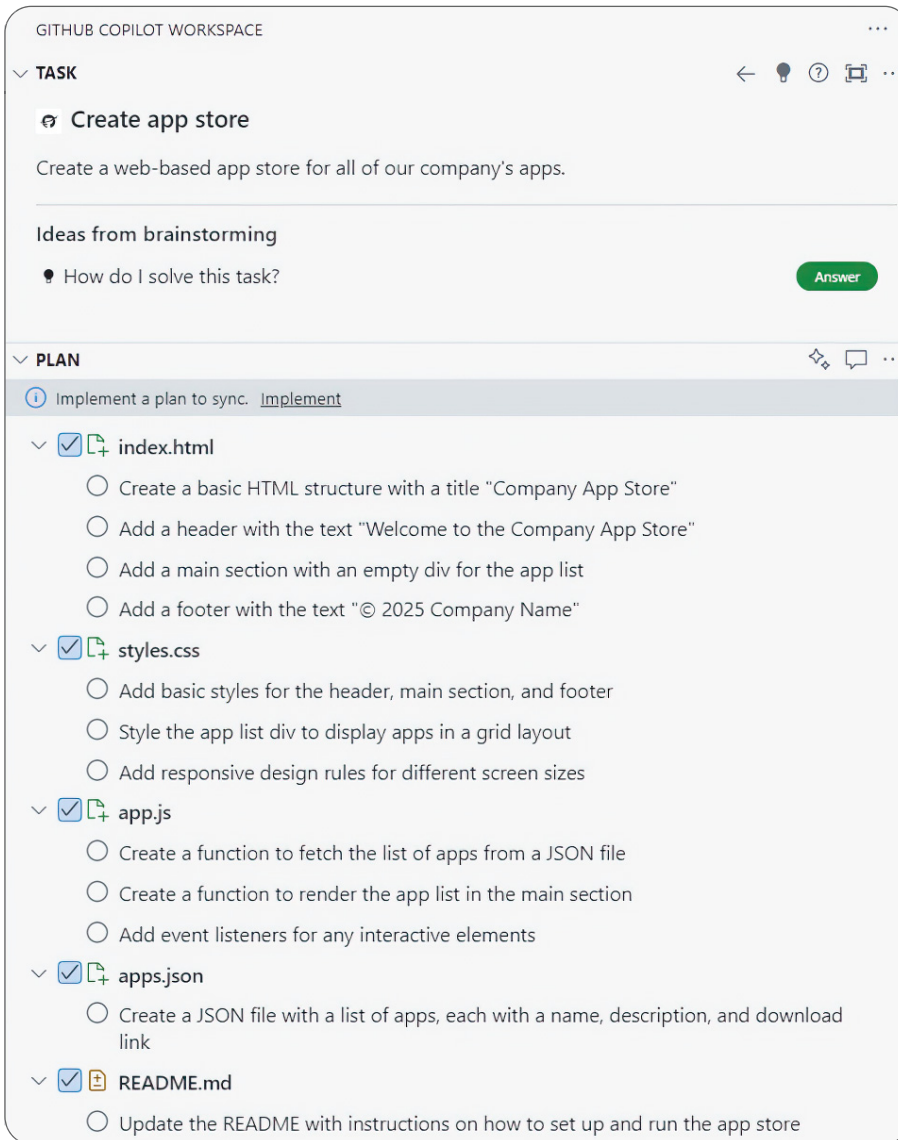 GITHUB COPILOT WORKSPACE
TASK
Create app store
Create a web-based app store for all of our company's apps.
Ideas from brainstorming
How do I solve this task?
Answer
PLAN
Implement a plan to sync. Implement
index.html
Create a basic HTML structure with a title "Company App Store"
Add a header with the text "Welcome to the Company App Store"
Add a main section with an empty div for the app list
Add a footer with the text "© 2025 Company Name"
styles.css
Add basic styles for the header, main section, and footer
Style the app list div to display apps in a grid layout
Add responsive design rules for different screen sizes
app.js
Create a function to fetch the list of apps from a JSON file
Create a function to render the app list in the main section
Add event listeners for any interactive elements
apps.json
Create a JSON file with a list of apps, each with a name, description, and download
link
README.md
Update the README with instructions on how to set up and run the app store